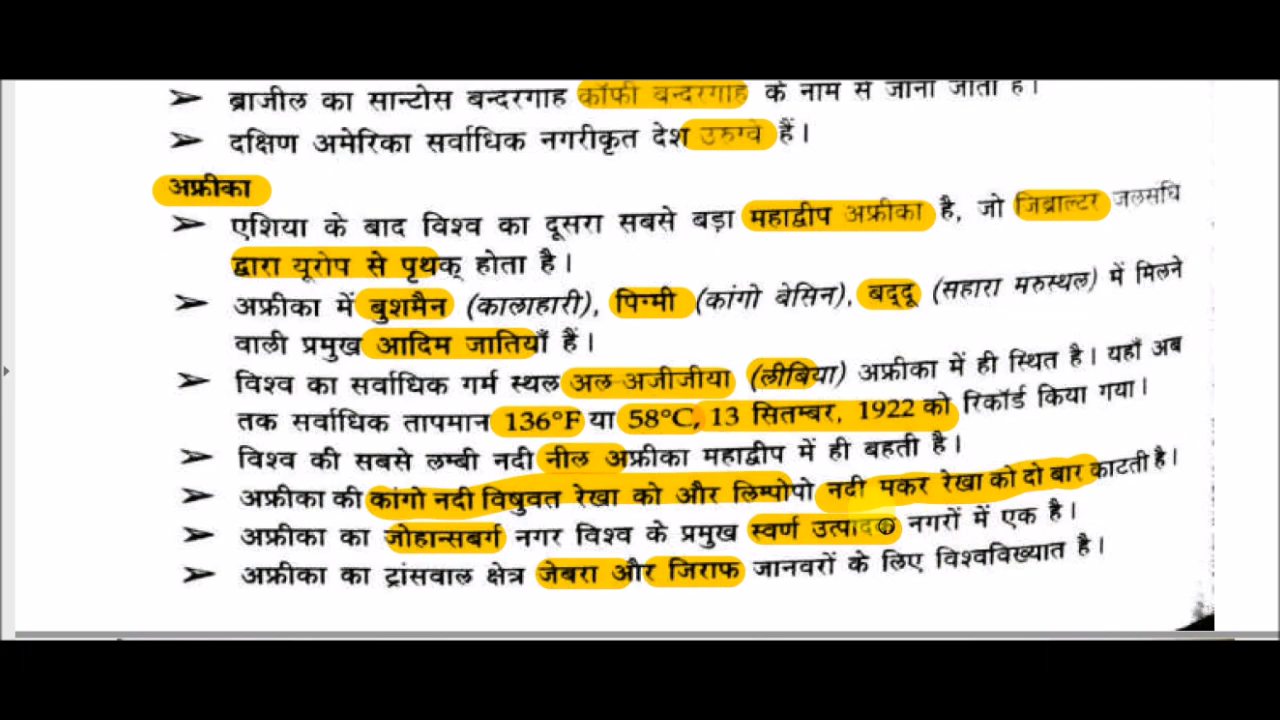 ➢ ब्राजील का सान्टोस बन्दरगाह कॉफी बन्दरगाह के नाम से जाना जाता है।
➢ दक्षिण अमेरिका सर्वाधिक नगरीकृत देश उरुग्वे हैं।
अफ्रीका
➢ एशिया के बाद विश्व का दूसरा सबसे बड़ा महाद्वीप अफ्रीका है, जो जिब्राल्टर जलसंधि
द्वारा यूरोप से पृथक् होता है।
➢ अफ्रीका में बुशमैन (कालाहारी), पिग्मी (कांगो बेसिन), बद्दू (सहारा मरुस्थल) में मिलने
वाली प्रमुख आदिम जातियाँ हैं।
➢ विश्व का सर्वाधिक गर्म स्थल अल-अजीजीया (लीबिया) अफ्रीका में ही स्थित है। यहाँ अब
तक सर्वाधिक तापमान 136°F या 58°C, 13 सितम्बर, 1922 को रिकॉर्ड किया गया।
➢ विश्व की सबसे लम्बी नदी नील अफ्रीका महाद्वीप में ही बहती है।
➢ अफ्रीका की कांगो नदी विषुवत रेखा को और लिम्पोपो नदी मकर रेखा को दो बार काटती है।
➢ अफ्रीका का जोहान्सबर्ग नगर विश्व के प्रमुख स्वर्ण उत्पादक नगरों में एक है।
➢ अफ्रीका का ट्रांसवाल क्षेत्र जेबरा और जिराफ जानवरों के लिए विश्वविख्यात है।